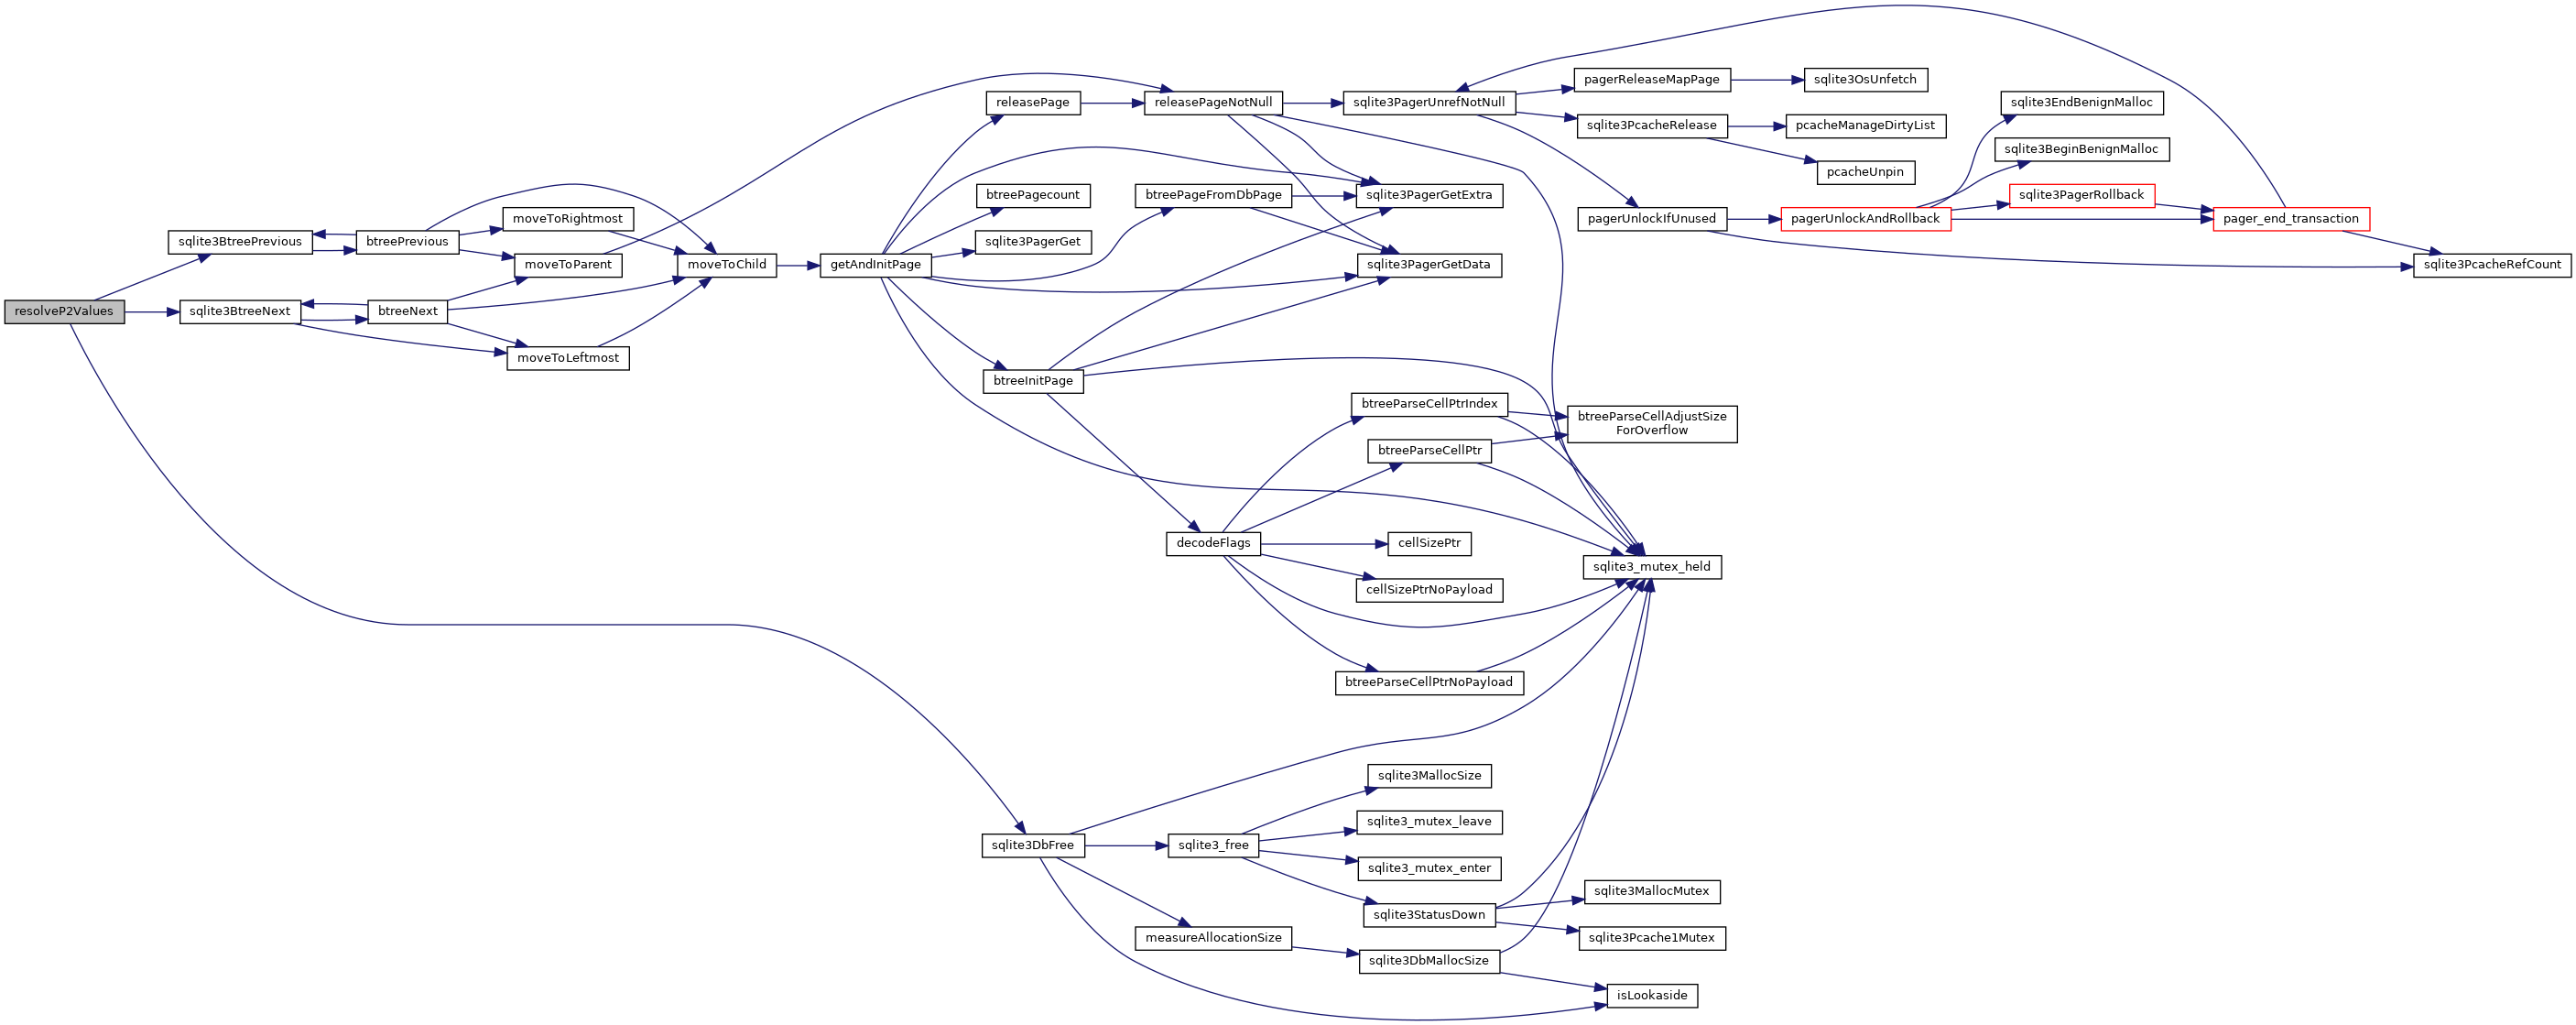 resolveP2Values
sqlite3BtreePrevious
sqlite3BtreeNext
btreePrevious
btreeNext
moveToRightmost
moveToParent
moveToLeftmost
moveToChild
getAndInitPage
releasePage
btreePagecount
sqlite3PagerGet
btreeInitPage
sqlite3DbFree
releasePageNotNull
btreePageFromDbPage
decodeFlags
sqlite3_free
measureAllocationSize
sqlite3PagerUnrefNotNull
sqlite3PagerGetExtra
sqlite3PagerGetData
btreeParseCellPtrIndex
btreeParseCellPtr
cellSizePtr
cellSizePtrNoPayload
btreeParseCellPtrNoPayload
sqlite3MallocSize
sqlite3_mutex_leave
sqlite3_mutex_enter
sqlite3StatusDown
sqlite3DbMallocSize
pagerReleaseMapPage
sqlite3PcacheRelease
pagerUnlockIfUnused
btreeParseCellAdjustSize
ForOverflow
sqlite3_mutex_held
sqlite3MallocMutex
sqlite3Pcache1Mutex
isLookaside
sqlite3OsUnfetch
pcacheManageDirtyList
pcacheUnpin
pagerUnlockAndRollback
sqlite3EndBenignMalloc
sqlite3BeginBenignMalloc
sqlite3PagerRollback
pager_end_transaction
sqlite3PcacheRefCount